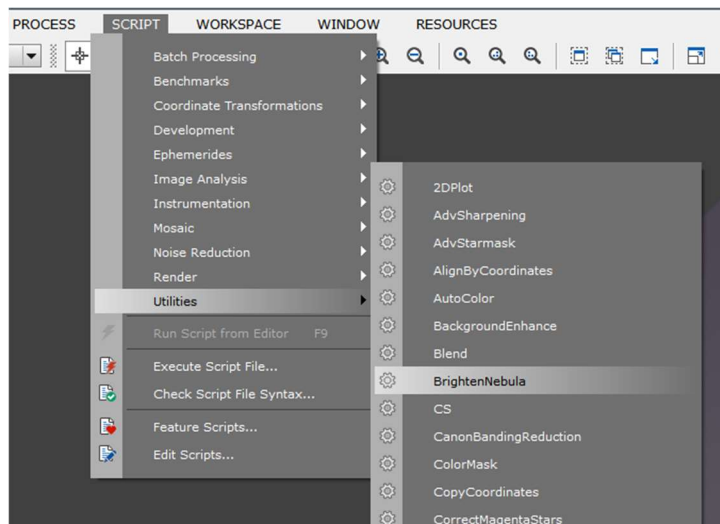 PROCESS SCRIPT WORKSPACE WINDOW RESOURCES
Batch Processing
Benchmarks
Coordinate Transformations
Development
Ephemerides
Image Analysis
Instrumentation
Mosaic
Noise Reduction
Render
Utilities
Run Script from Editor F9
Execute Script File...
Check Script File Syntax...
Feature Scripts...
Edit Scripts...
2DPlot
AdvSharpening
AdvStarmask
AlignByCoordinates
AutoColor
BackgroundEnhance
Blend
BrightenNebula
CS
CanonBandingReduction
ColorMask
CopyCoordinates
CorrectMagentaStars